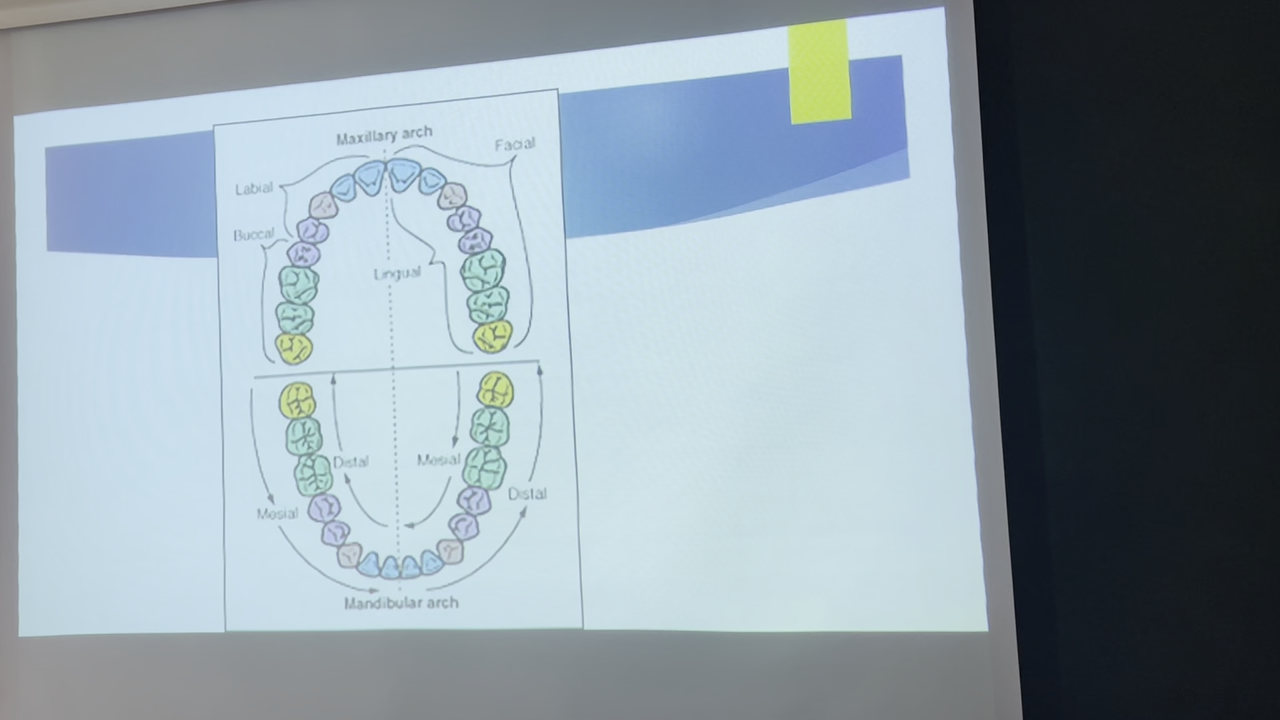 Maxillary arch
Facial
Labial
Buccal
Lingual
Distal
Mesial
Distal
Mesial
Mandibular arch